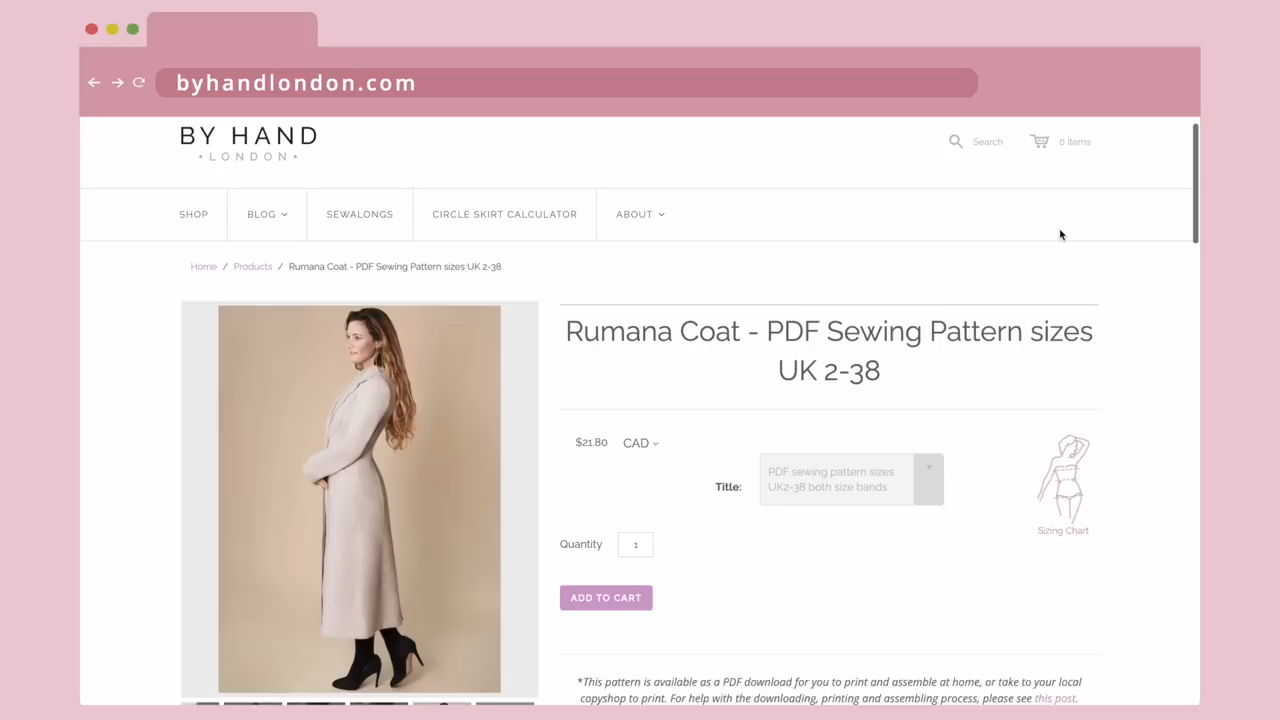 byhandlondon.com
BY HAND
• LONDON •
Search
0 items
SHOP
BLOG
SEWALONGS
CIRCLE SKIRT CALCULATOR
ABOUT
Home / Products / Rumana Coat - PDF Sewing Pattern sizes UK 2-38
Rumana Coat - PDF Sewing Pattern sizes
UK 2-38
$21.80 CAD
Title:
PDF sewing pattern sizes
UK2-38 both size bands
Sizing Chart
Quantity 1
ADD TO CART
*This pattern is available as a PDF download for you to print and assemble at home, or take to your local
copyshop to print. For help with the downloading, printing and assembling process, please see this post.